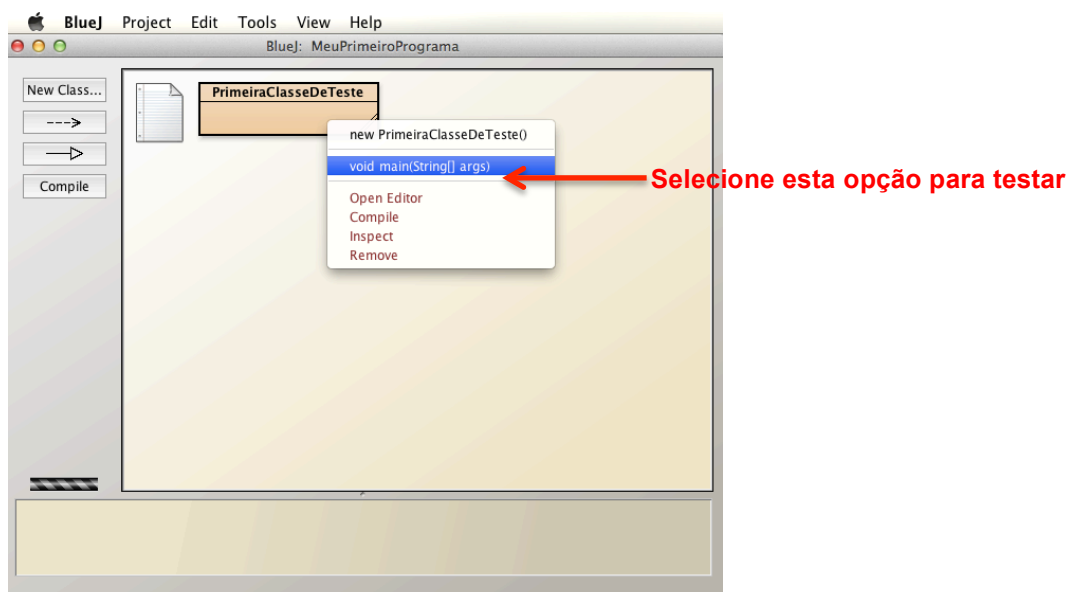 BlueJ Project Edit Tools View Help
BlueJ: MeuPrimeiroPrograma
New Class...
Compile
PrimeiraClasseDeTeste
new PrimeiraClasseDeTeste()
void main(String[] args)
Open Editor
Compile
Inspect
Remove
Selecione esta opção para testar